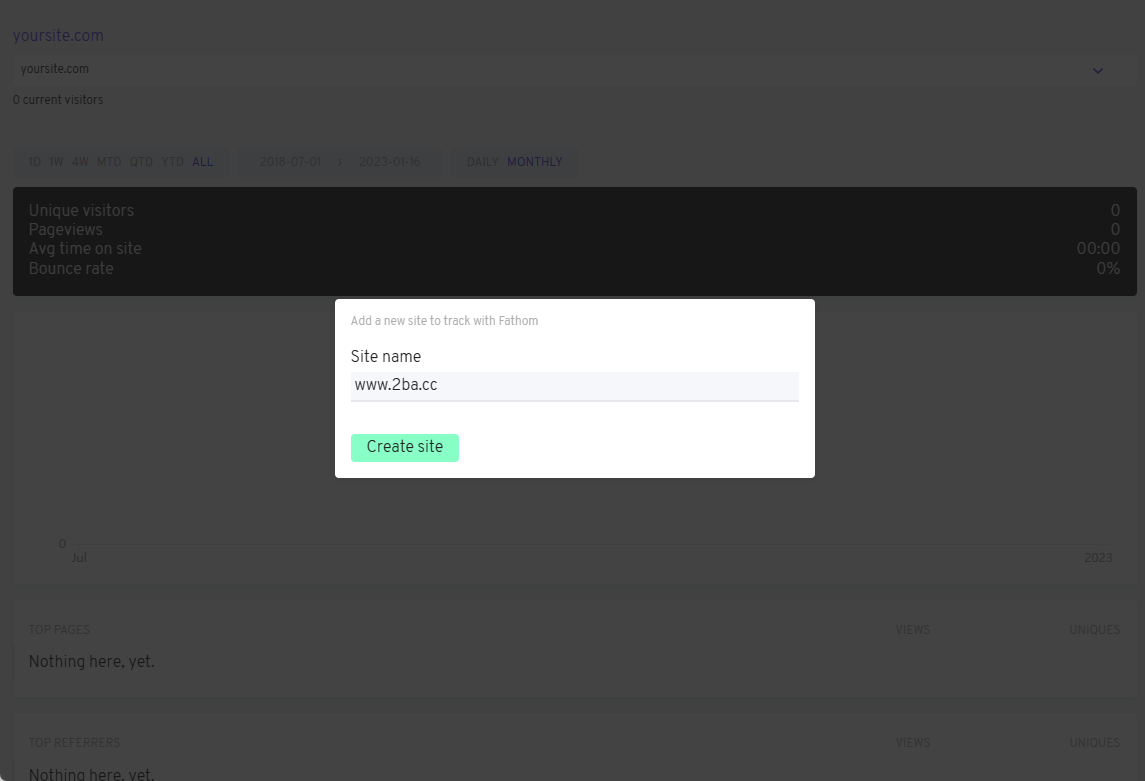 yoursite.com
yoursite.com
0 current visitors
1D 1W 4W MTD QTD YTD ALL 2018-07-01 › 2023-01-16 DAILY MONTHLY
Unique visitors 0
Pageviews 0
Avg time on site 00:00
Bounce rate 0%
Add a new site to track with Fathom
Site name
www.2ba.cc
Create site
0
Jul 2023
TOP PAGES VIEWS UNIQUES
Nothing here, yet.
TOP REFERRERS VIEWS UNIQUES
Nothing here, yet.